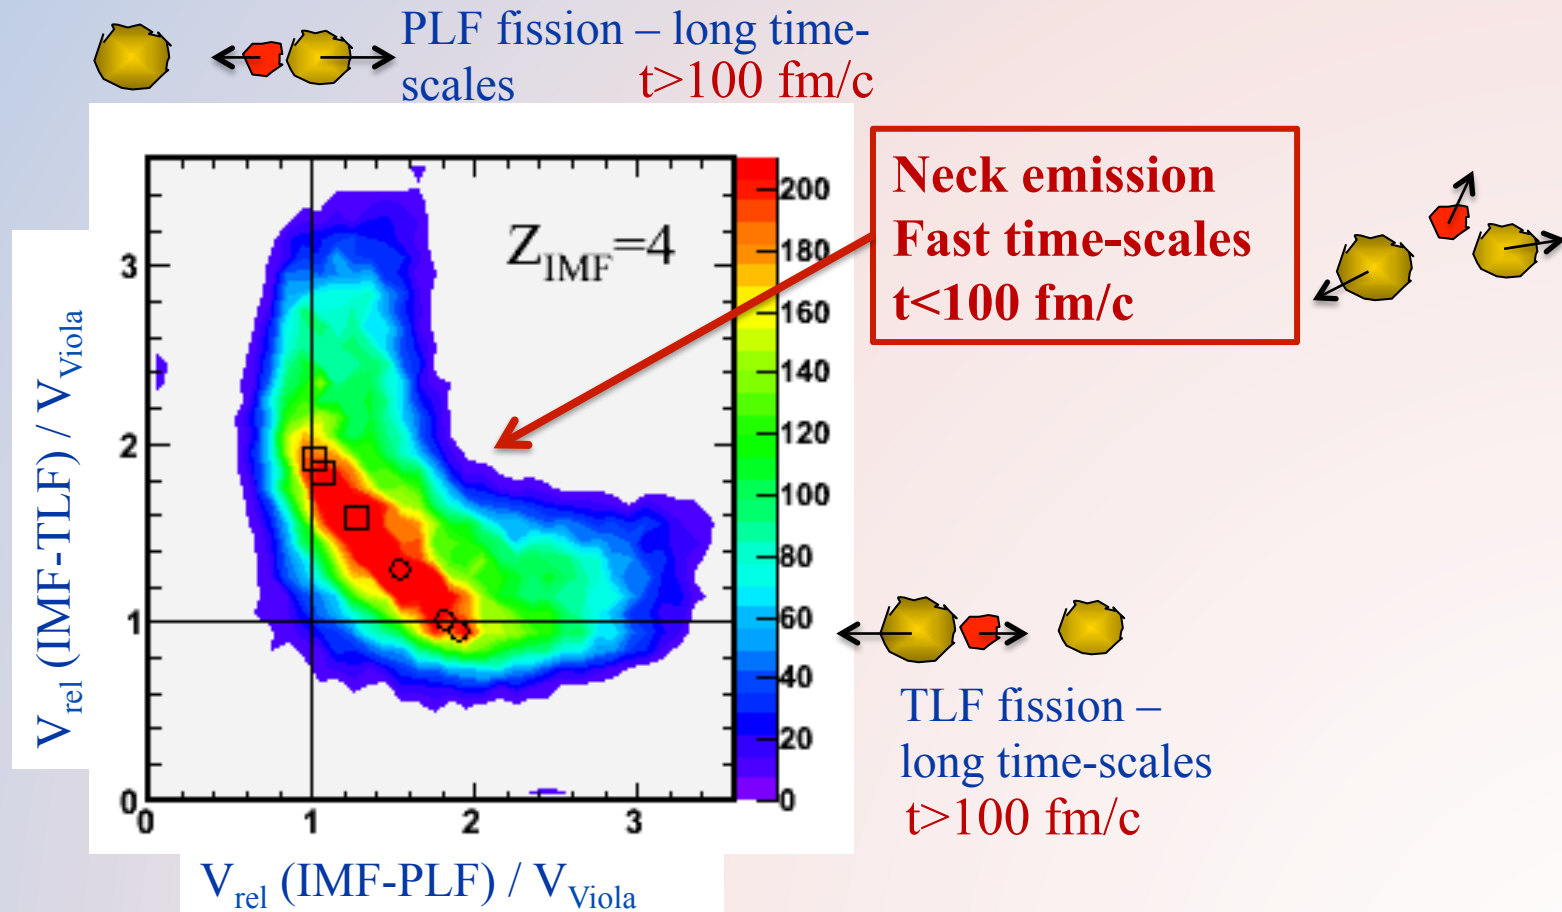 PLF fission – long time-
scales t>100 fm/c
Z_IMF=4
Neck emission
Fast time-scales
t<100 fm/c
V_rel (IMF-TLF) / V_Viola
3
2
1
0
0 1 2 3
200
180
160
140
120
100
80
60
40
20
0
V_rel (IMF-PLF) / V_Viola
TLF fission –
long time-scales
t>100 fm/c